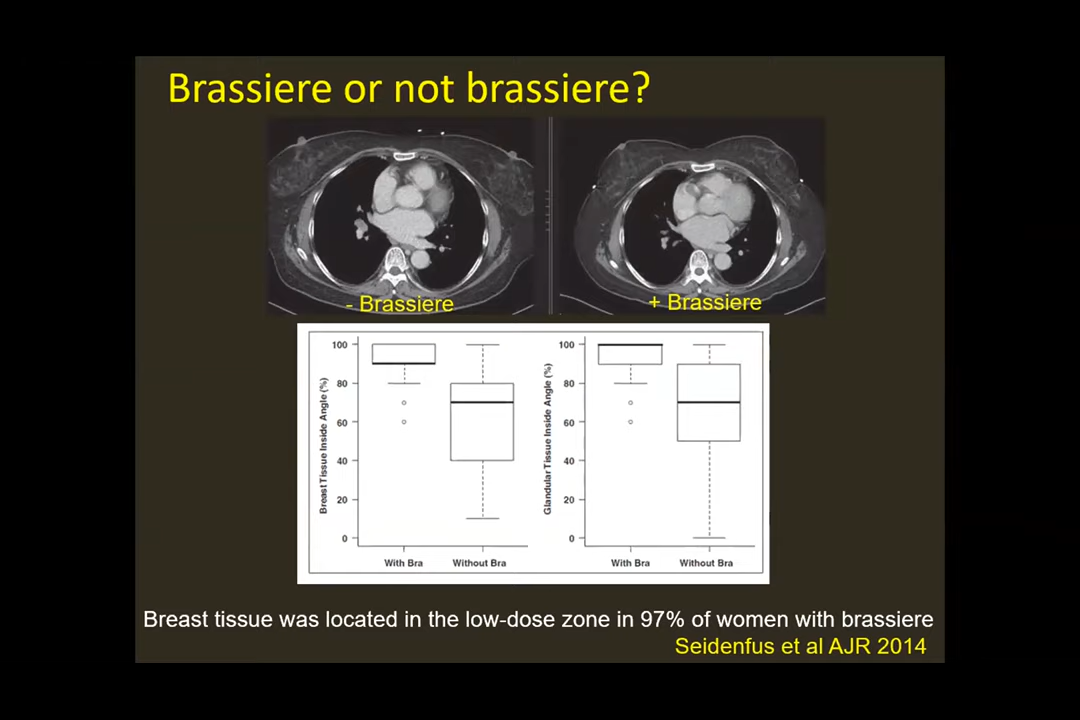 Brassiere or not brassiere?
- Brassiere
+ Brassiere
Breast Tissue Inside Angle (%)
100
80
60
40
20
0
With Bra
Without Bra
Glandular Tissue Inside Angle (%)
100
80
60
40
20
0
With Bra
Without Bra
Breast tissue was located in the low-dose zone in 97% of women with brassiere
Seidenfus et al AJR 2014